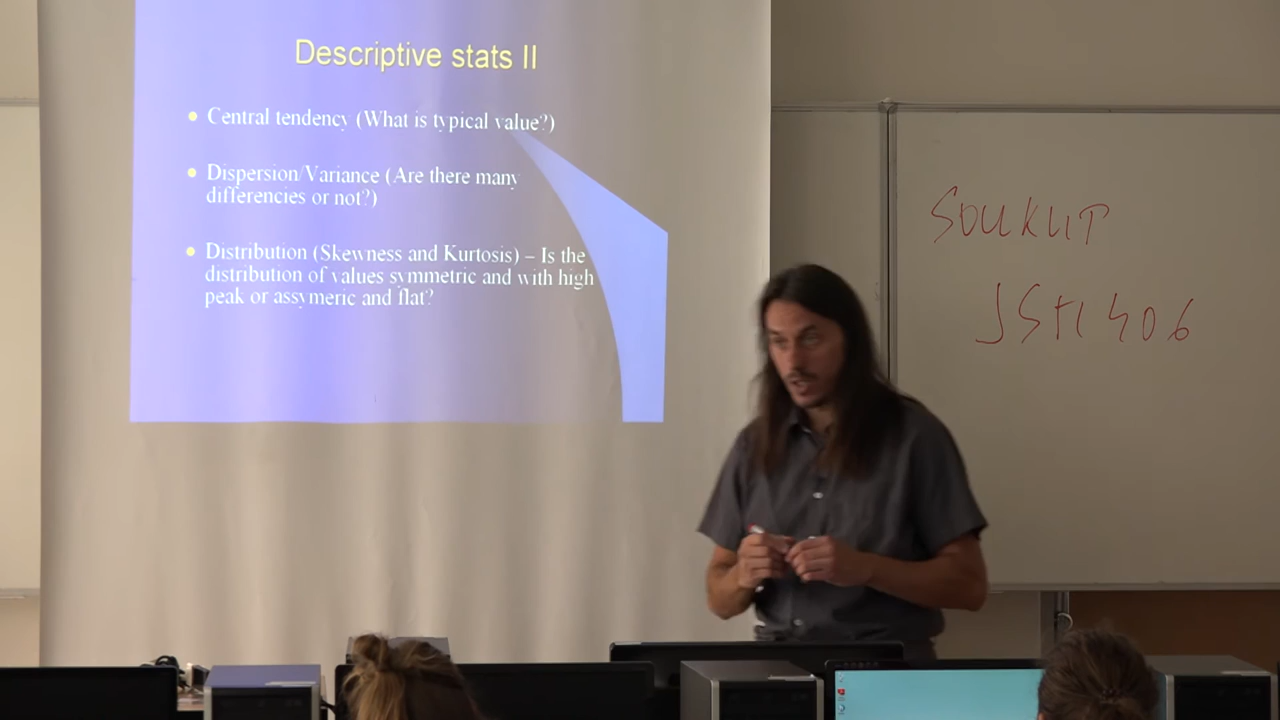 Descriptive stats II
Central tendency (What is typical value?)
Dispersion/Variance (Are there many
differencies or not?)
Distribution (Skewness and Kurtosis) – Is the
distribution of values symmetric and with high
peak or assymeric and flat?
SOUKUP
JSM406